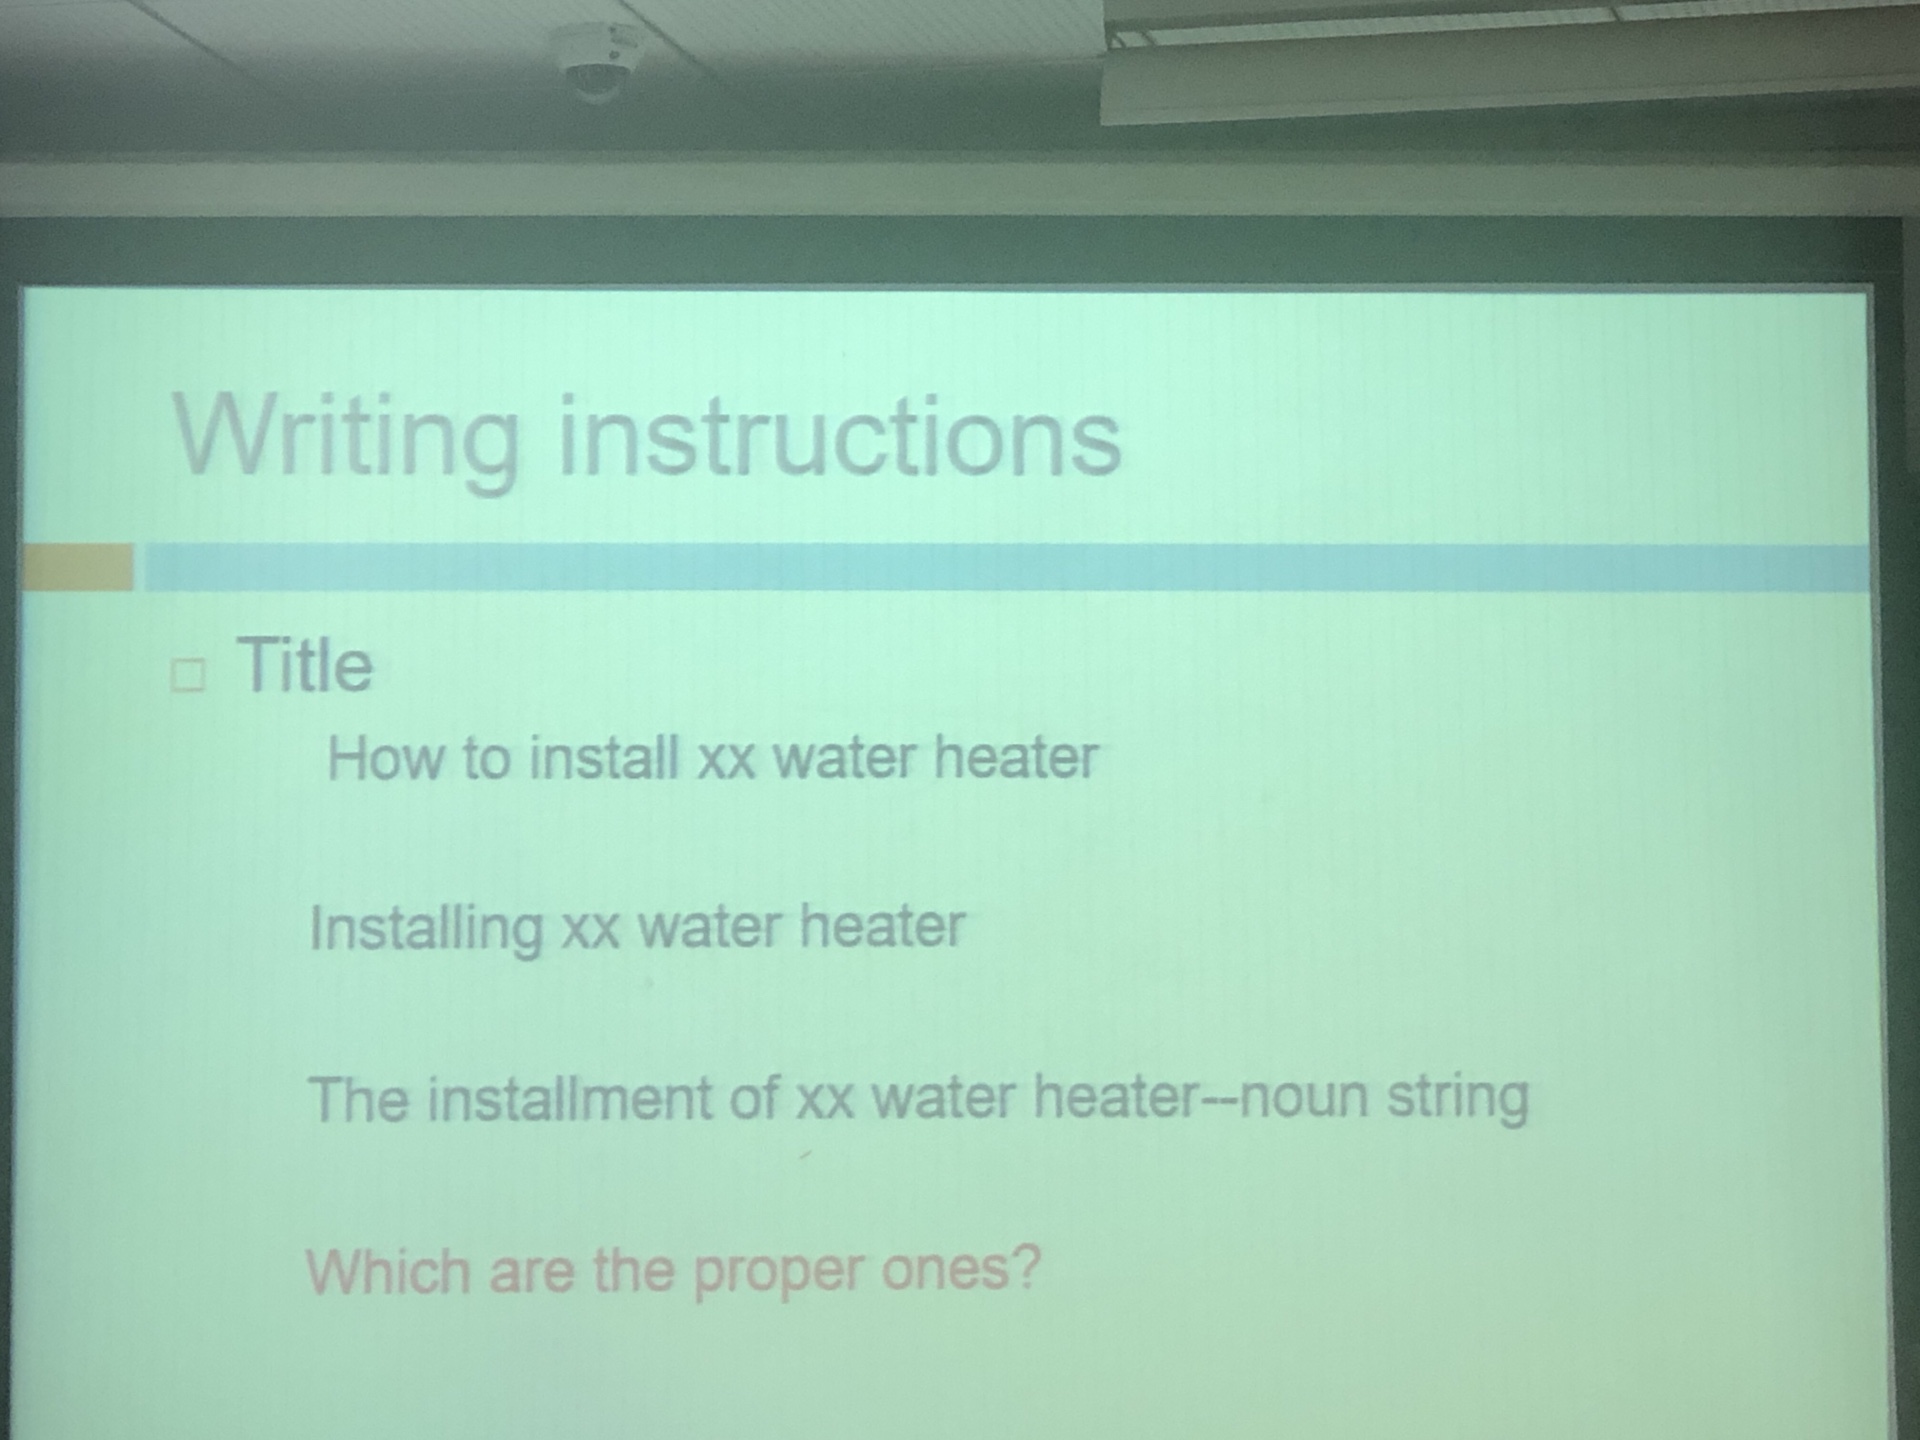 Writing instructions
Title
How to install xx water heater
Installing xx water heater
The installment of xx water heater--noun string
Which are the proper ones?